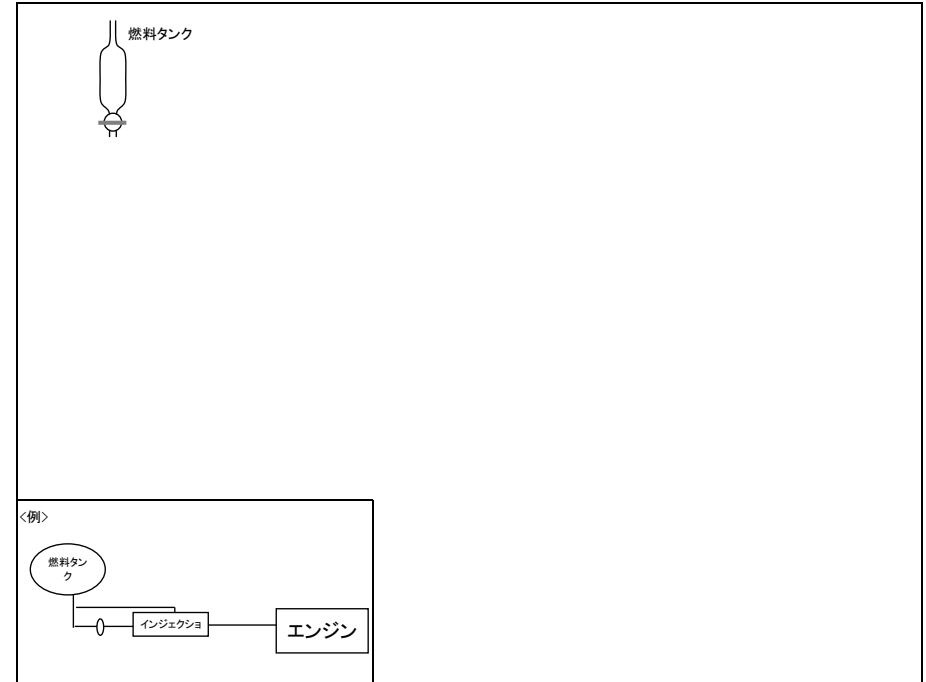 燃料タンク
<例>
燃料タン
ク
インジェクショ
エンジン